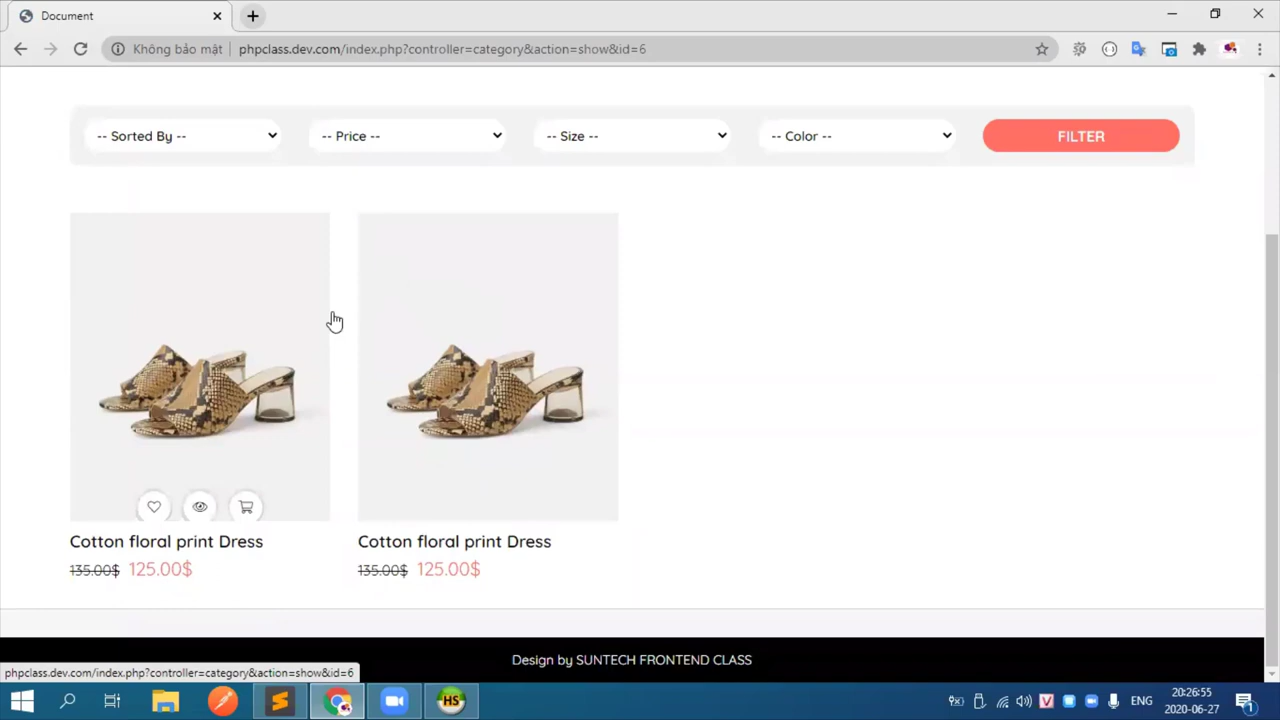 Document
Không bảo mật
phpclass.dev.com/index.php?controller=category&action=show&id=6
-- Sorted By --
-- Price --
-- Size --
-- Color --
FILTER
Cotton floral print Dress
135.00$ 125.00$
Cotton floral print Dress
135.00$ 125.00$
Design by SUNTECH FRONTEND CLASS
phpclass.dev.com/index.php?controller=category&action=show&id=6
HS
V
ENG
20:26:55
2020-06-27
1